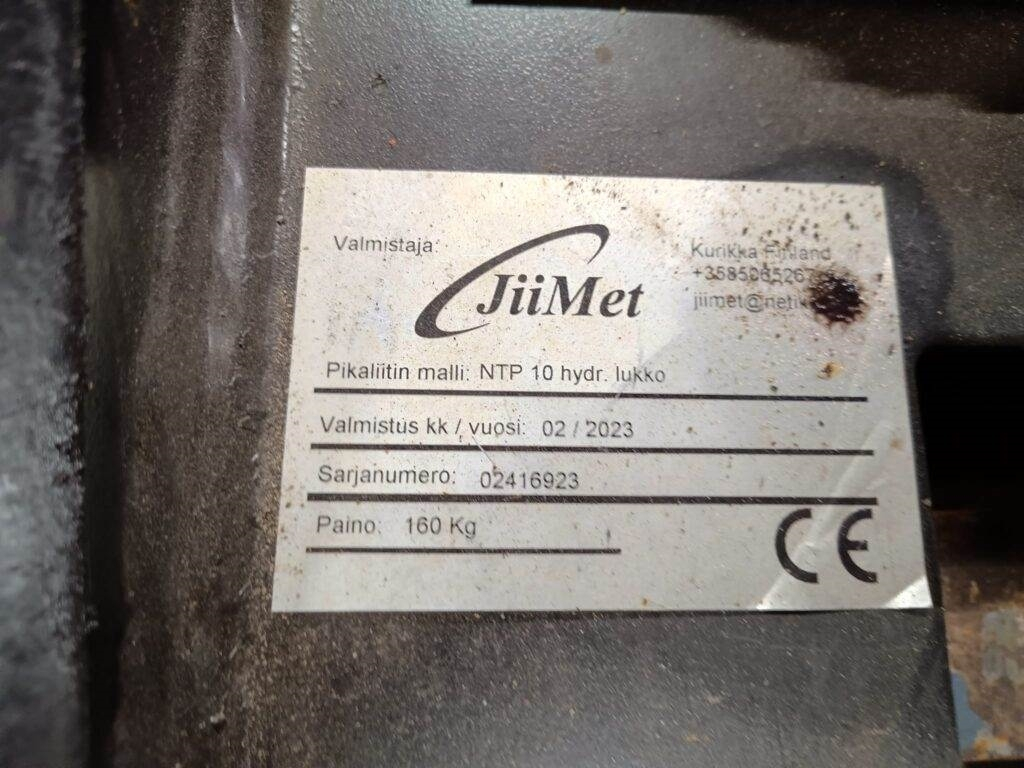 Valmistaja:
JiiMet
Kurikka Finland
jiimet@
Pikaliitin malli: NTP 10 hydr. lukko
Valmistus kk / vuosi: 02 / 2023
Sarjanumero: 02416923
Paino: 160 Kg
CE